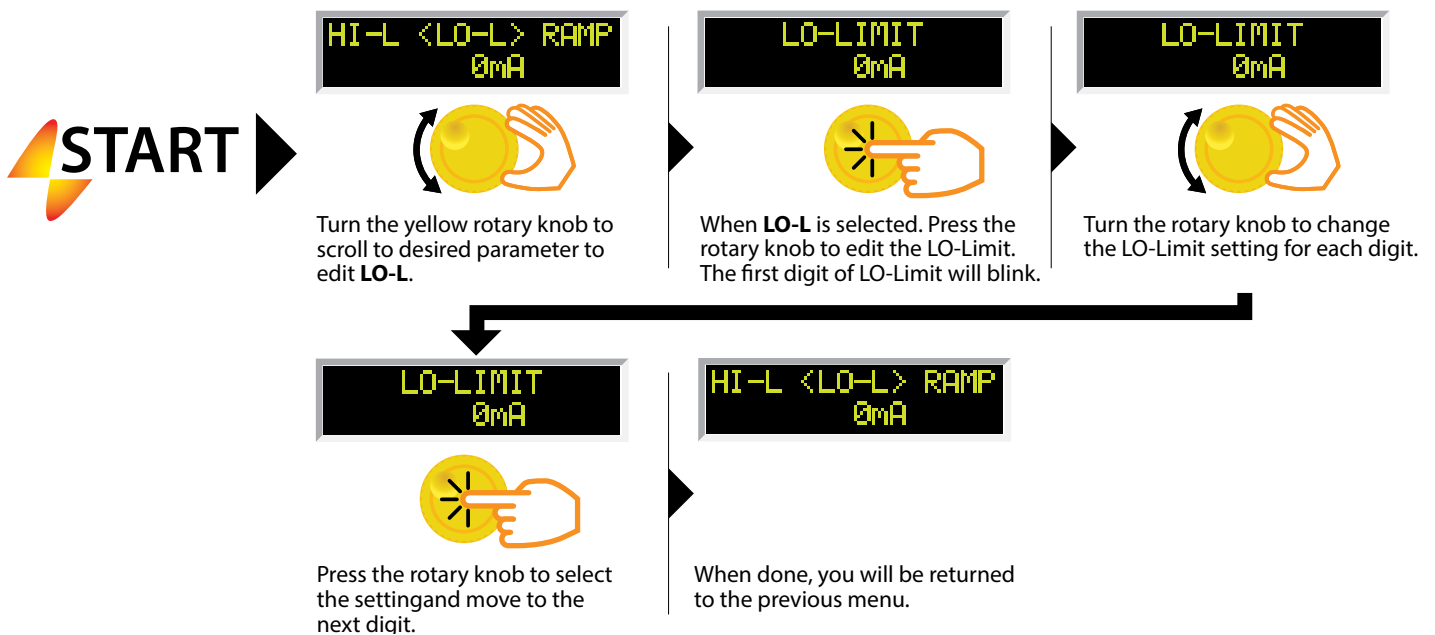 START
HI-L <LO-L> RAMP
0mA
Turn the yellow rotary knob to
scroll to desired parameter to
edit LO-L.
LO-LIMIT
0mA
When LO-L is selected. Press the
rotary knob to edit the LO-Limit.
The first digit of LO-Limit will blink.
LO-LIMIT
0mA
Turn the rotary knob to change
the LO-Limit setting for each digit.
LO-LIMIT
0mA
Press the rotary knob to select
the settingand move to the
next digit.
HI-L <LO-L> RAMP
0mA
When done, you will be returned
to the previous menu.